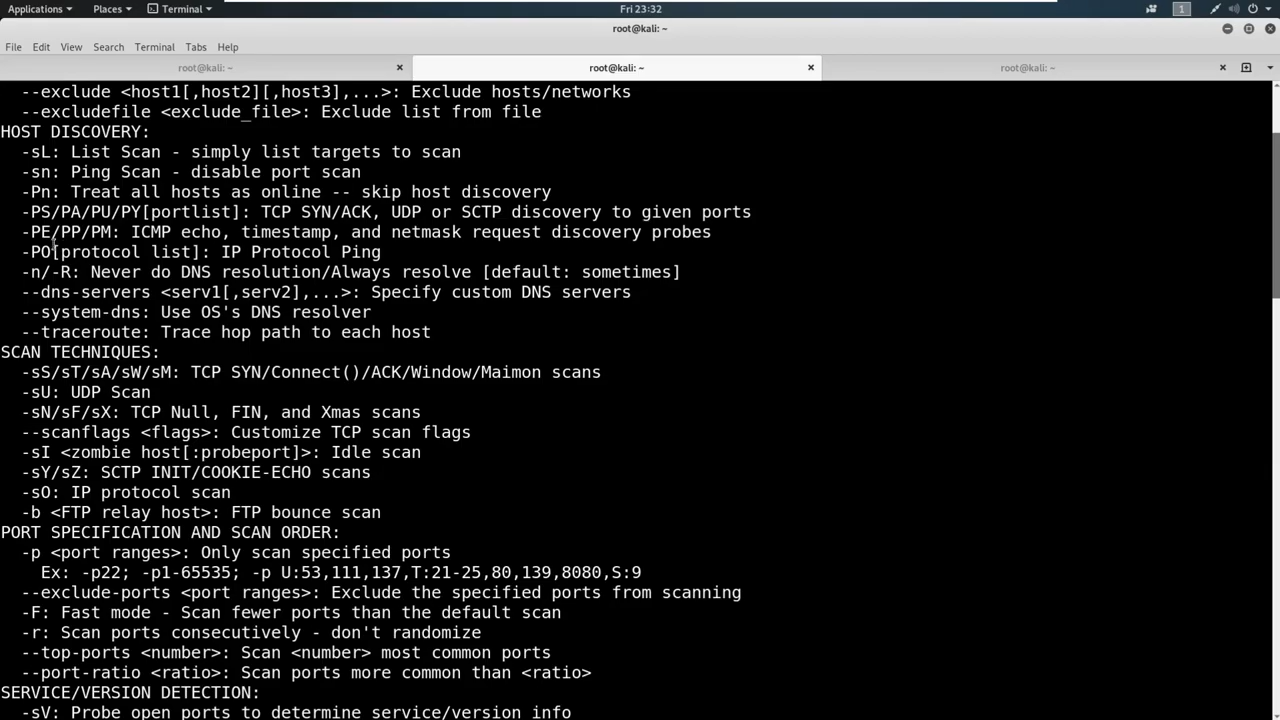 Applications Places Terminal Fri 23:32 1
root@kali: ~
File Edit View Search Terminal Tabs Help
root@kali: ~ root@kali: ~ root@kali: ~
--exclude <host1[,host2][,host3],...>: Exclude hosts/networks
--excludefile <exclude_file>: Exclude list from file
HOST DISCOVERY:
-sL: List Scan - simply list targets to scan
-sn: Ping Scan - disable port scan
-Pn: Treat all hosts as online -- skip host discovery
-PS/PA/PU/PY[portlist]: TCP SYN/ACK, UDP or SCTP discovery to given ports
-PE/PP/PM: ICMP echo, timestamp, and netmask request discovery probes
-PO[protocol list]: IP Protocol Ping
-n/-R: Never do DNS resolution/Always resolve [default: sometimes]
--dns-servers <serv1[,serv2],...>: Specify custom DNS servers
--system-dns: Use OS's DNS resolver
--traceroute: Trace hop path to each host
SCAN TECHNIQUES:
-sS/sT/sA/sW/sM: TCP SYN/Connect()/ACK/Window/Maimon scans
-sU: UDP Scan
-sN/sF/sX: TCP Null, FIN, and Xmas scans
--scanflags <flags>: Customize TCP scan flags
-sI <zombie host[:probeport]>: Idle scan
-sY/sZ: SCTP INIT/COOKIE-ECHO scans
-sO: IP protocol scan
-b <FTP relay host>: FTP bounce scan
PORT SPECIFICATION AND SCAN ORDER:
-p <port ranges>: Only scan specified ports
Ex: -p22; -p1-65535; -p U:53,111,137,T:21-25,80,139,8080,S:9
--exclude-ports <port ranges>: Exclude the specified ports from scanning
-F: Fast mode - Scan fewer ports than the default scan
-r: Scan ports consecutively - don't randomize
--top-ports <number>: Scan <number> most common ports
--port-ratio <ratio>: Scan ports more common than <ratio>
SERVICE/VERSION DETECTION:
-sV: Probe open ports to determine service/version info